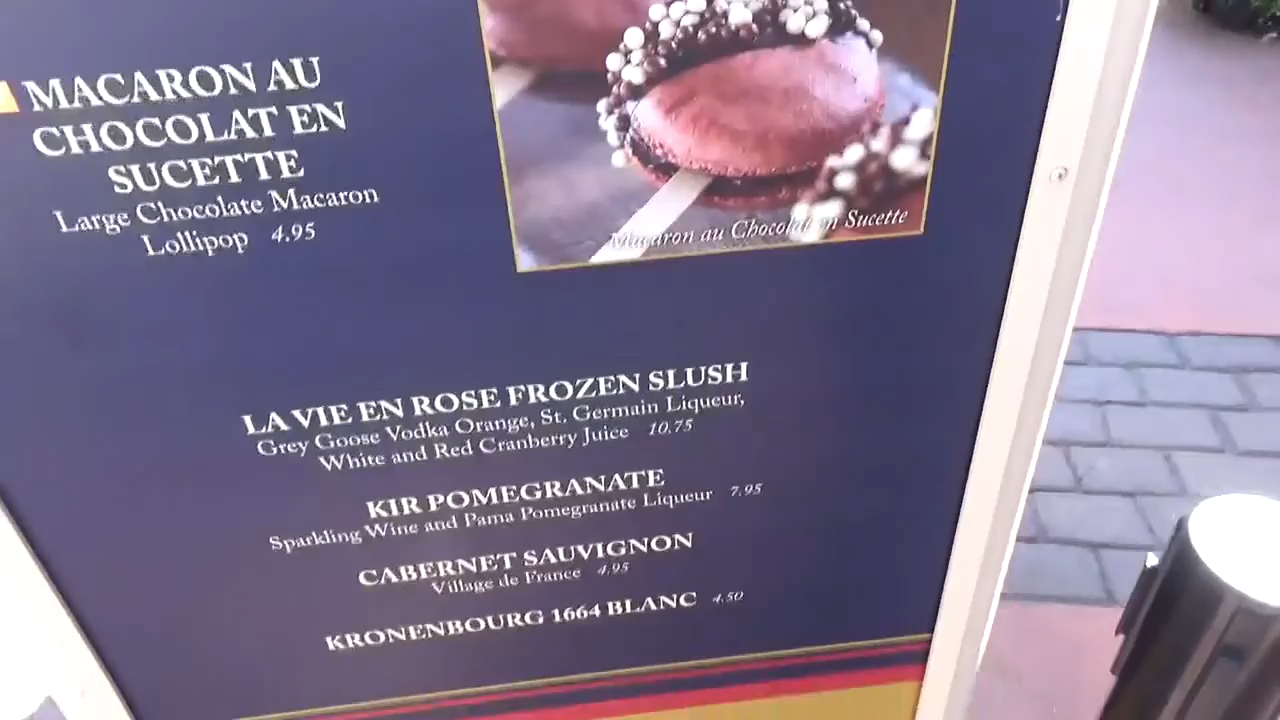 MACARON AU
CHOCOLAT EN
SUCETTE
Large Chocolate Macaron
Lollipop 4.95
Macaron au Chocolat en Sucette
LA VIE EN ROSE FROZEN SLUSH
Grey Goose Vodka Orange, St. Germain Liqueur,
White and Red Cranberry Juice 10.75
KIR POMEGRANATE
Sparkling Wine and Pama Pomegranate Liqueur 7.95
CABERNET SAUVIGNON
Village de France 4.95
KRONENBOURG 1664 BLANC 4.50